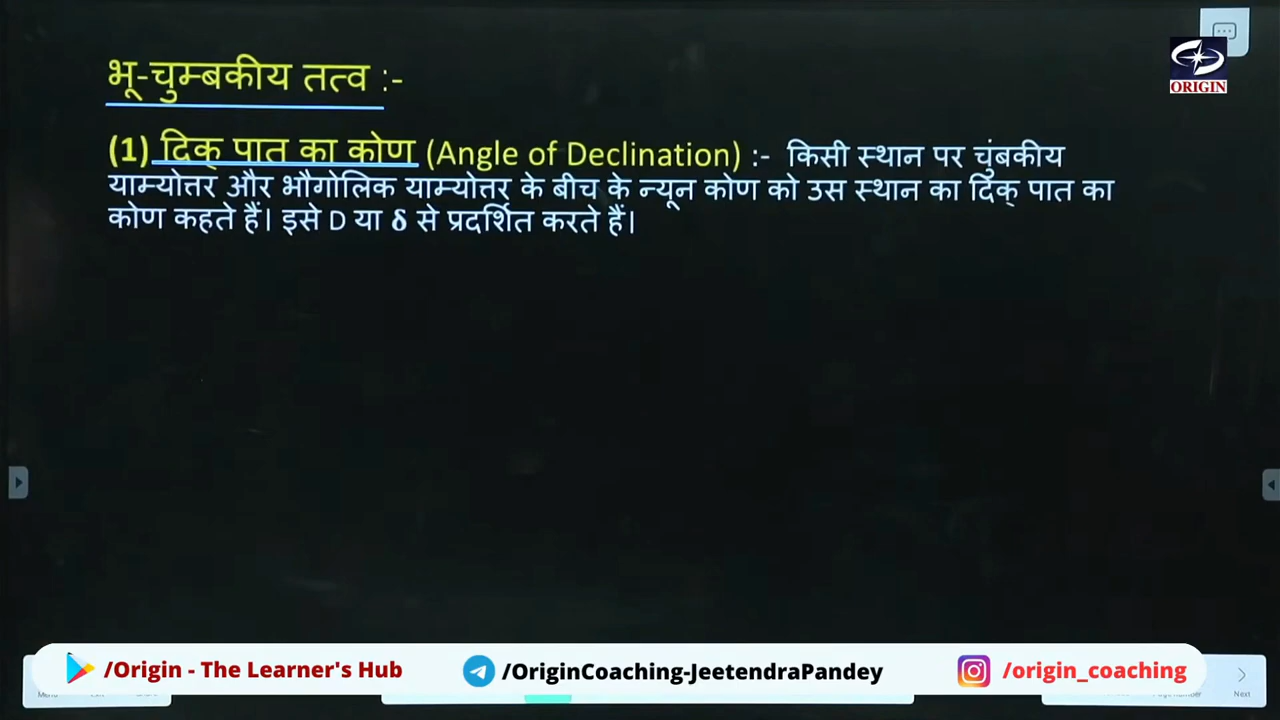 ORIGIN
भू-चुम्बकीय तत्व :-
(1) दिक् पात का कोण (Angle of Declination) :- किसी स्थान पर चुंबकीय
याम्योत्तर और भौगोलिक याम्योत्तर के बीच के न्यून कोण को उस स्थान का दिक् पात का
कोण कहते हैं। इसे D या δ से प्रदर्शित करते हैं।
/Origin - The Learner's Hub
/OriginCoaching-JeetendraPandey
/origin_coaching
Next